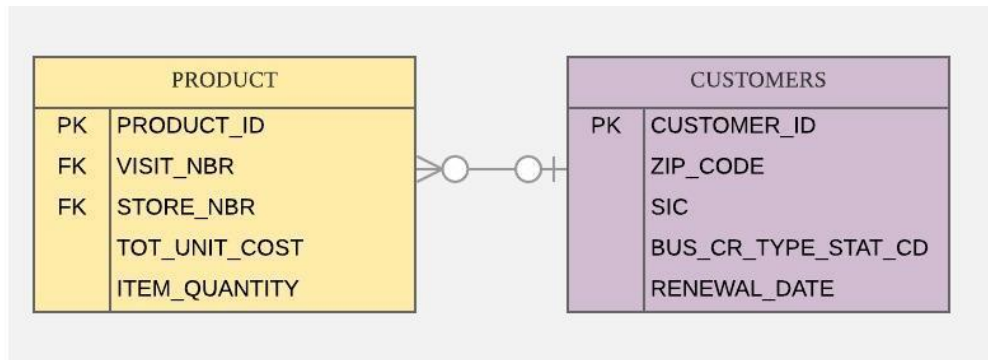 PRODUCT
PK PRODUCT_ID
FK VISIT_NBR
FK STORE_NBR
TOT_UNIT_COST
ITEM_QUANTITY
CUSTOMERS
PK CUSTOMER_ID
ZIP_CODE
SIC
BUS_CR_TYPE_STAT_CD
RENEWAL_DATE